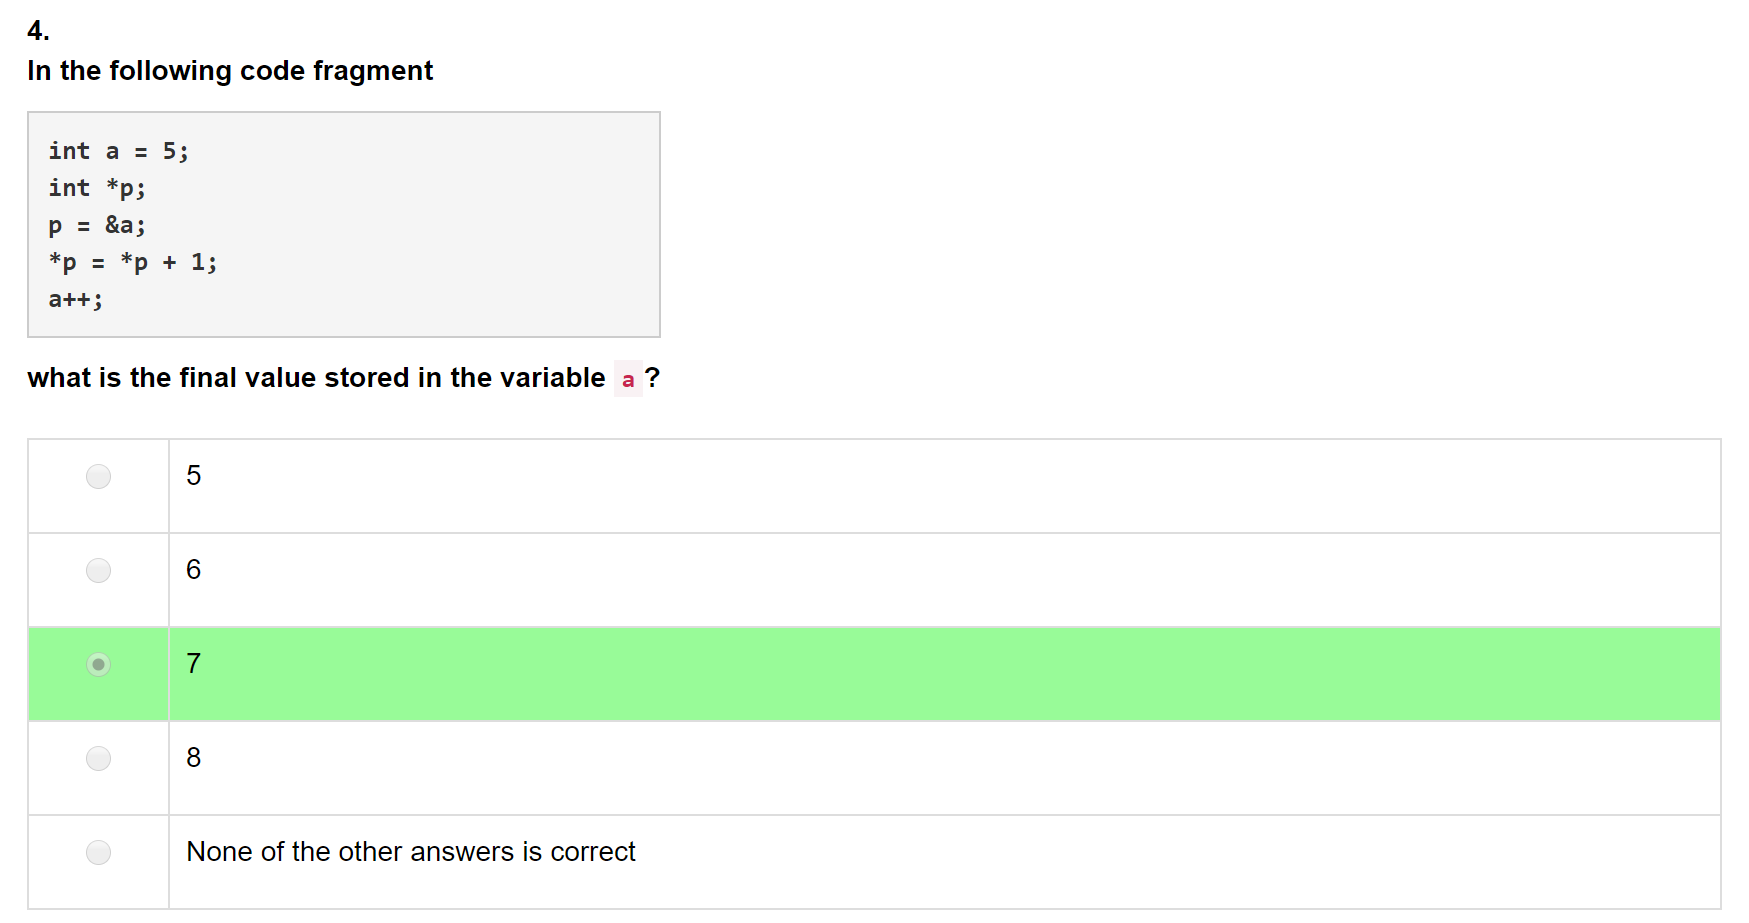 4.
In the following code fragment
int a = 5;
int *p;
p = &a;
*p = *p + 1;
a++;
what is the final value stored in the variable a?
5
6
7
8
None of the other answers is correct